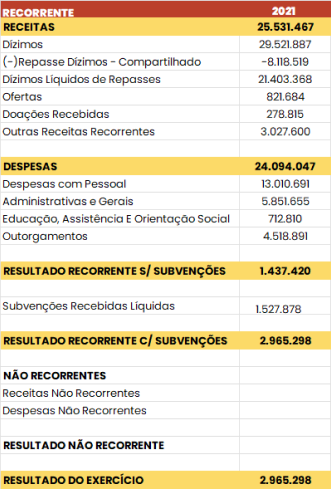 RECORRENTE 2021
RECEITAS 25.531.467
Dízimos 29.521.887
(-)Repasse Dízimos - Compartilhado -8.118.519
Dízimos Líquidos de Repasses 21.403.368
Ofertas 821.684
Doações Recebidas 278.815
Outras Receitas Recorrentes 3.027.600
DESPESAS 24.094.047
Despesas com Pessoal 13.010.691
Administrativas e Gerais 5.851.655
Educação, Assistência E Orientação Social 712.810
Outorgamentos 4.518.891
RESULTADO RECORRENTE S/ SUBVENÇÕES 1.437.420
Subvenções Recebidas Líquidas 1.527.878
RESULTADO RECORRENTE C/ SUBVENÇÕES 2.965.298
NÃO RECORRENTES
Receitas Não Recorrentes
Despesas Não Recorrentes
RESULTADO NÃO RECORRENTE
RESULTADO DO EXERCÍCIO 2.965.298